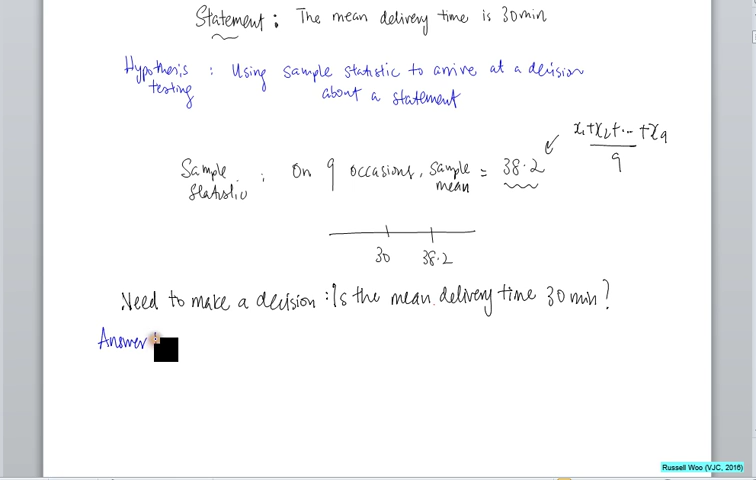 Statement : The mean delivery time is 30min
Hypothesis testing : Using sample statistic to arrive at a decision
about a statement
x₁+x₂+...+x₉
9
Sample statistic : On 9 occasions, sample mean = 38.2
30 38.2
Need to make a decision : Is the mean delivery time 30 min?
Answer :
Russell Woo (VJC, 2016)